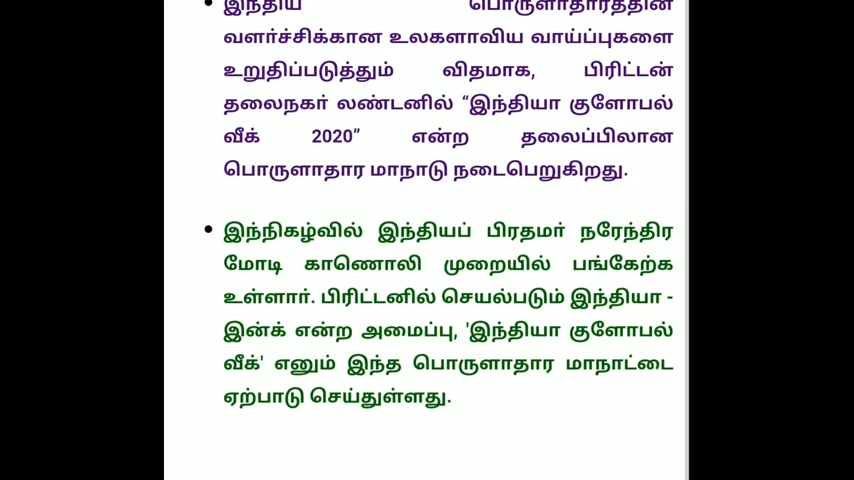 இந்திய பொருளாதாரத்தின்
வளர்ச்சிக்கான உலகளாவிய வாய்ப்புகளை
உறுதிப்படுத்தும் விதமாக, பிரிட்டன்
தலைநகர் லண்டனில் “இந்தியா குளோபல்
வீக் 2020” என்ற தலைப்பிலான
பொருளாதார மாநாடு நடைபெறுகிறது.
இந்நிகழ்வில் இந்தியப் பிரதமர் நரேந்திர
மோடி காணொலி முறையில் பங்கேற்க
உள்ளார். பிரிட்டனில் செயல்படும் இந்தியா -
இன்க் என்ற அமைப்பு, 'இந்தியா குளோபல்
வீக்' எனும் இந்த பொருளாதார மாநாட்டை
ஏற்பாடு செய்துள்ளது.